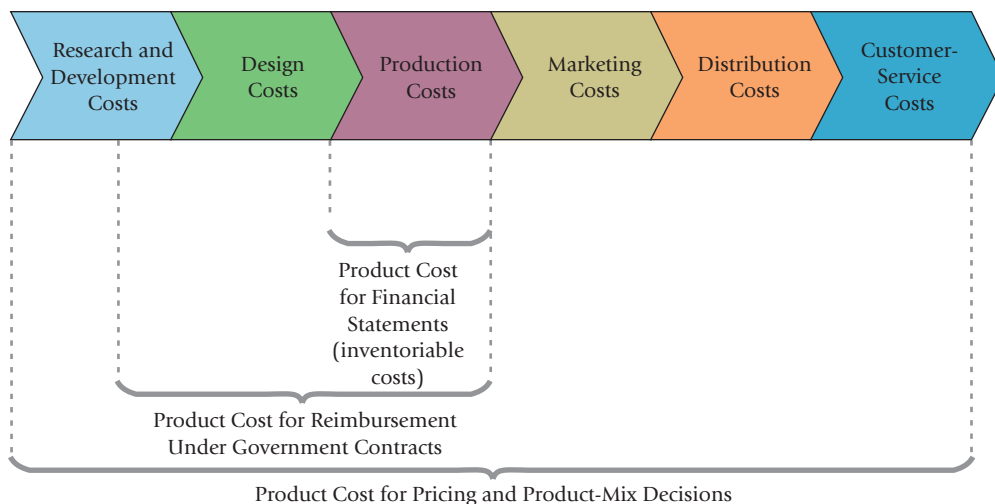 Research and
Development
Costs
Design
Costs
Production
Costs
Marketing
Costs
Distribution
Costs
Customer-
Service
Costs
Product Cost
for Financial
Statements
(inventoriable
costs)
Product Cost for Reimbursement
Under Government Contracts
Product Cost for Pricing and Product-Mix Decisions